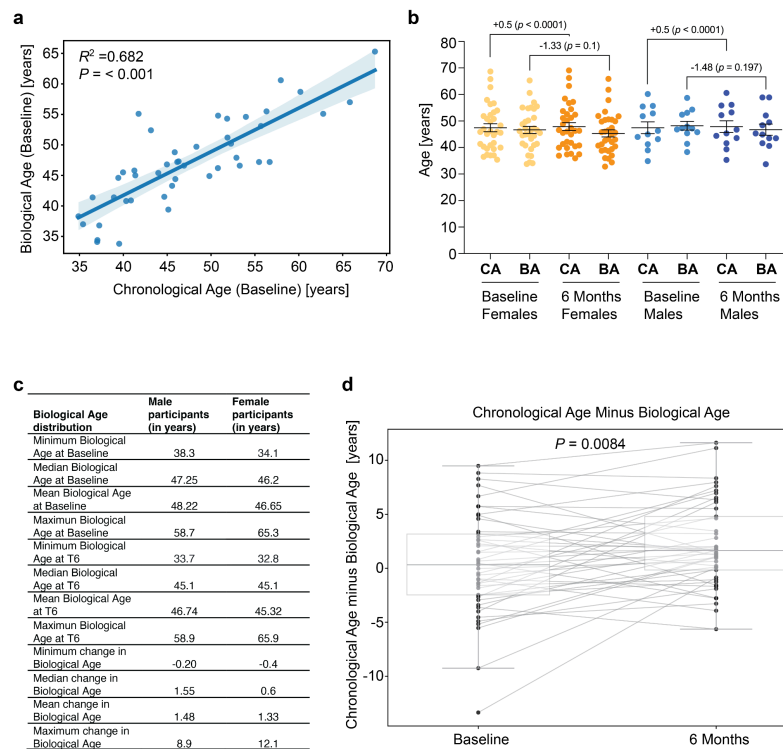 a
R² =0.682
P = < 0.001
Biological Age (Baseline) [years]
65
60
55
50
45
40
35
35 40 45 50 55 60 65 70
Chronological Age (Baseline) [years]
b
+0.5 (p < 0.0001)
-1.33 (p = 0.1)
+0.5 (p < 0.0001)
-1.48 (p = 0.197)
Age [years]
80
70
60
50
40
30
20
10
0
CA BA CA BA CA BA CA BA
Baseline Females
6 Months Females
Baseline Males
6 Months Males
c
Biological Age distribution
Male participants (in years)
Female participants (in years)
Minimum Biological Age at Baseline 38.3 34.1
Median Biological Age at Baseline 47.25 46.2
Mean Biological Age at Baseline 48.22 46.65
Maximun Biological Age at Baseline 58.7 65.3
Minimum Biological Age at T6 33.7 32.8
Median Biological Age at T6 45.1 45.1
Mean Biological Age at T6 46.74 45.32
Maximun Biological Age at T6 58.9 65.9
Minimum change in Biological Age -0.20 -0.4
Median change in Biological Age 1.55 0.6
Mean change in Biological Age 1.48 1.33
Maximum change in Biological Age 8.9 12.1
d
Chronological Age Minus Biological Age
P = 0.0084
Chronological Age minus Biological Age [years]
10
5
0
-5
-10
Baseline 6 Months